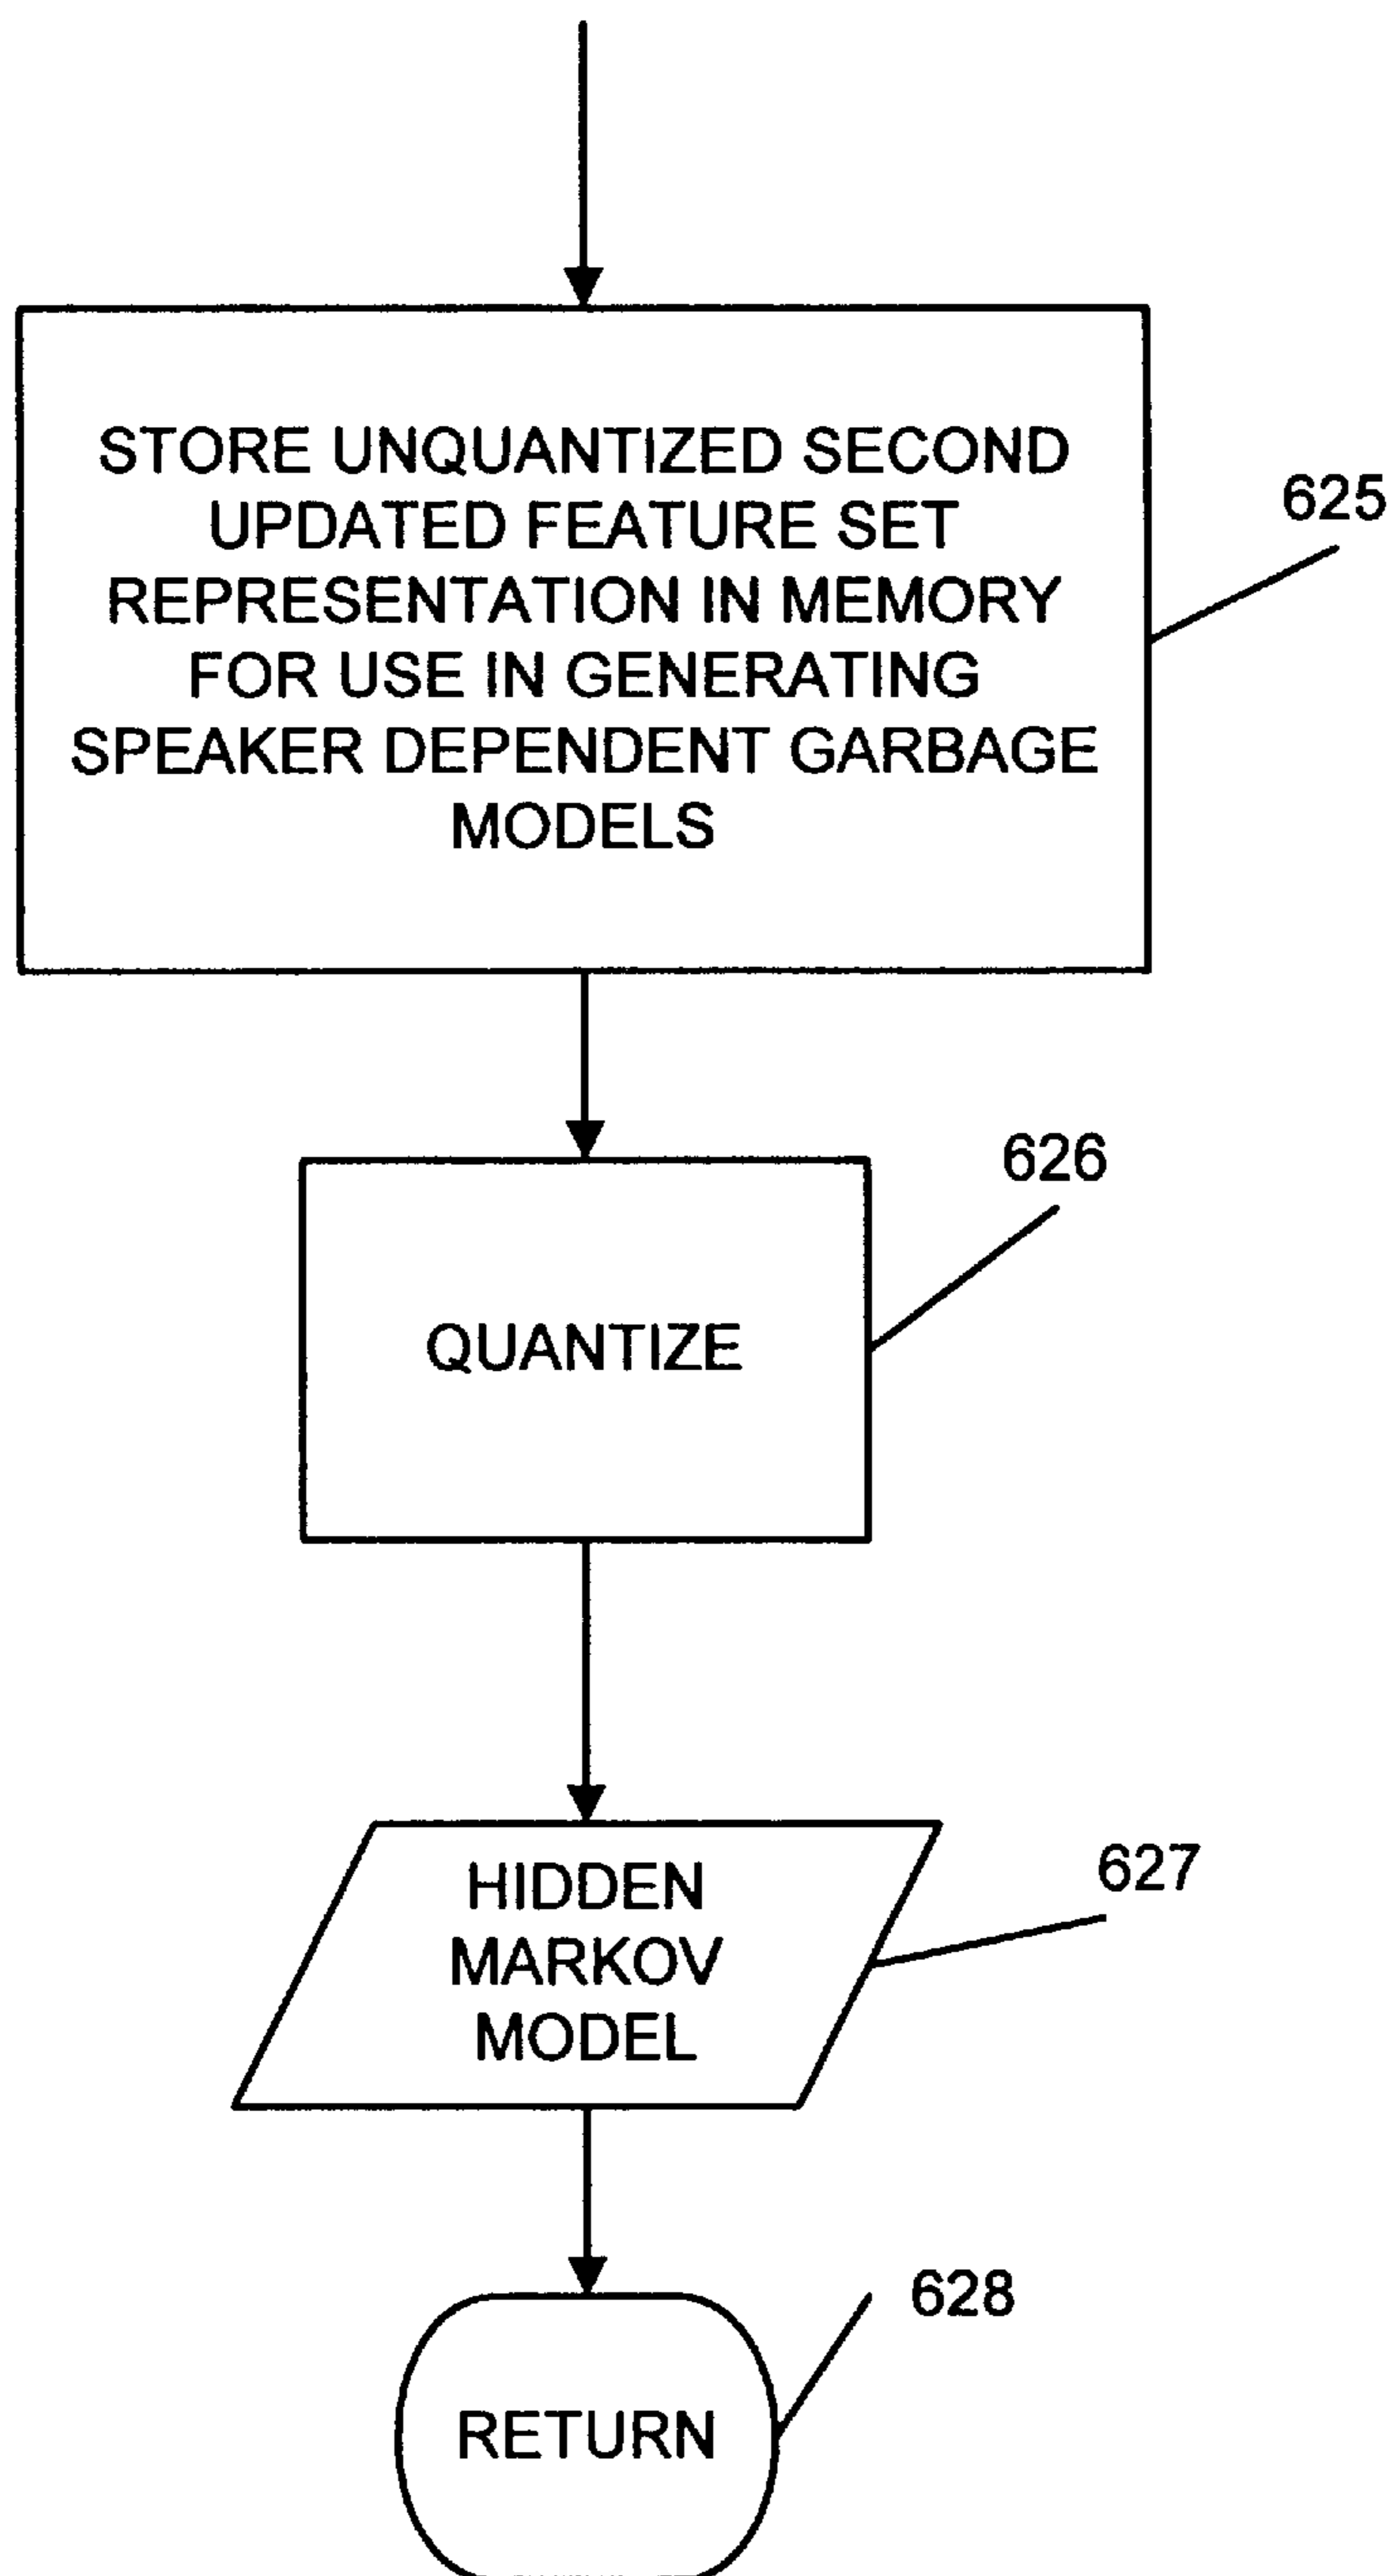 STORE UNQUANTIZED SECOND
UPDATED FEATURE SET
REPRESENTATION IN MEMORY
FOR USE IN GENERATING
SPEAKER DEPENDENT GARBAGE
MODELS
625
626
QUANTIZE
627
HIDDEN
MARKOV
MODEL
628
RETURN